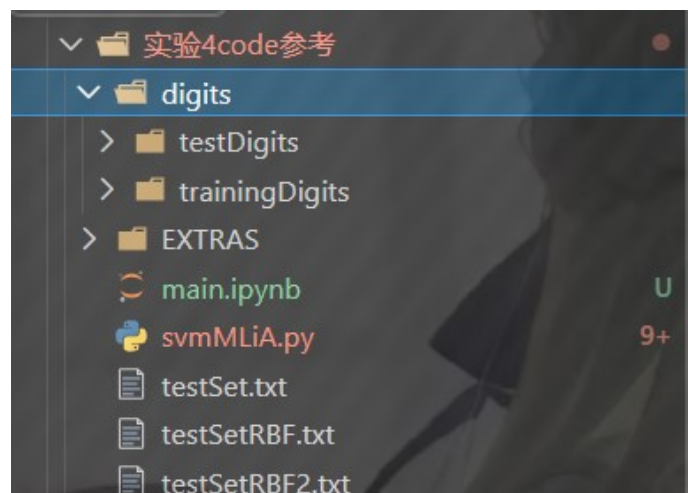 实验4code参考
digits
testDigits
trainingDigits
EXTRAS
main.ipynb U
svmMLiA.py 9+
testSet.txt
testSetRBF.txt
testSetRBF2.txt